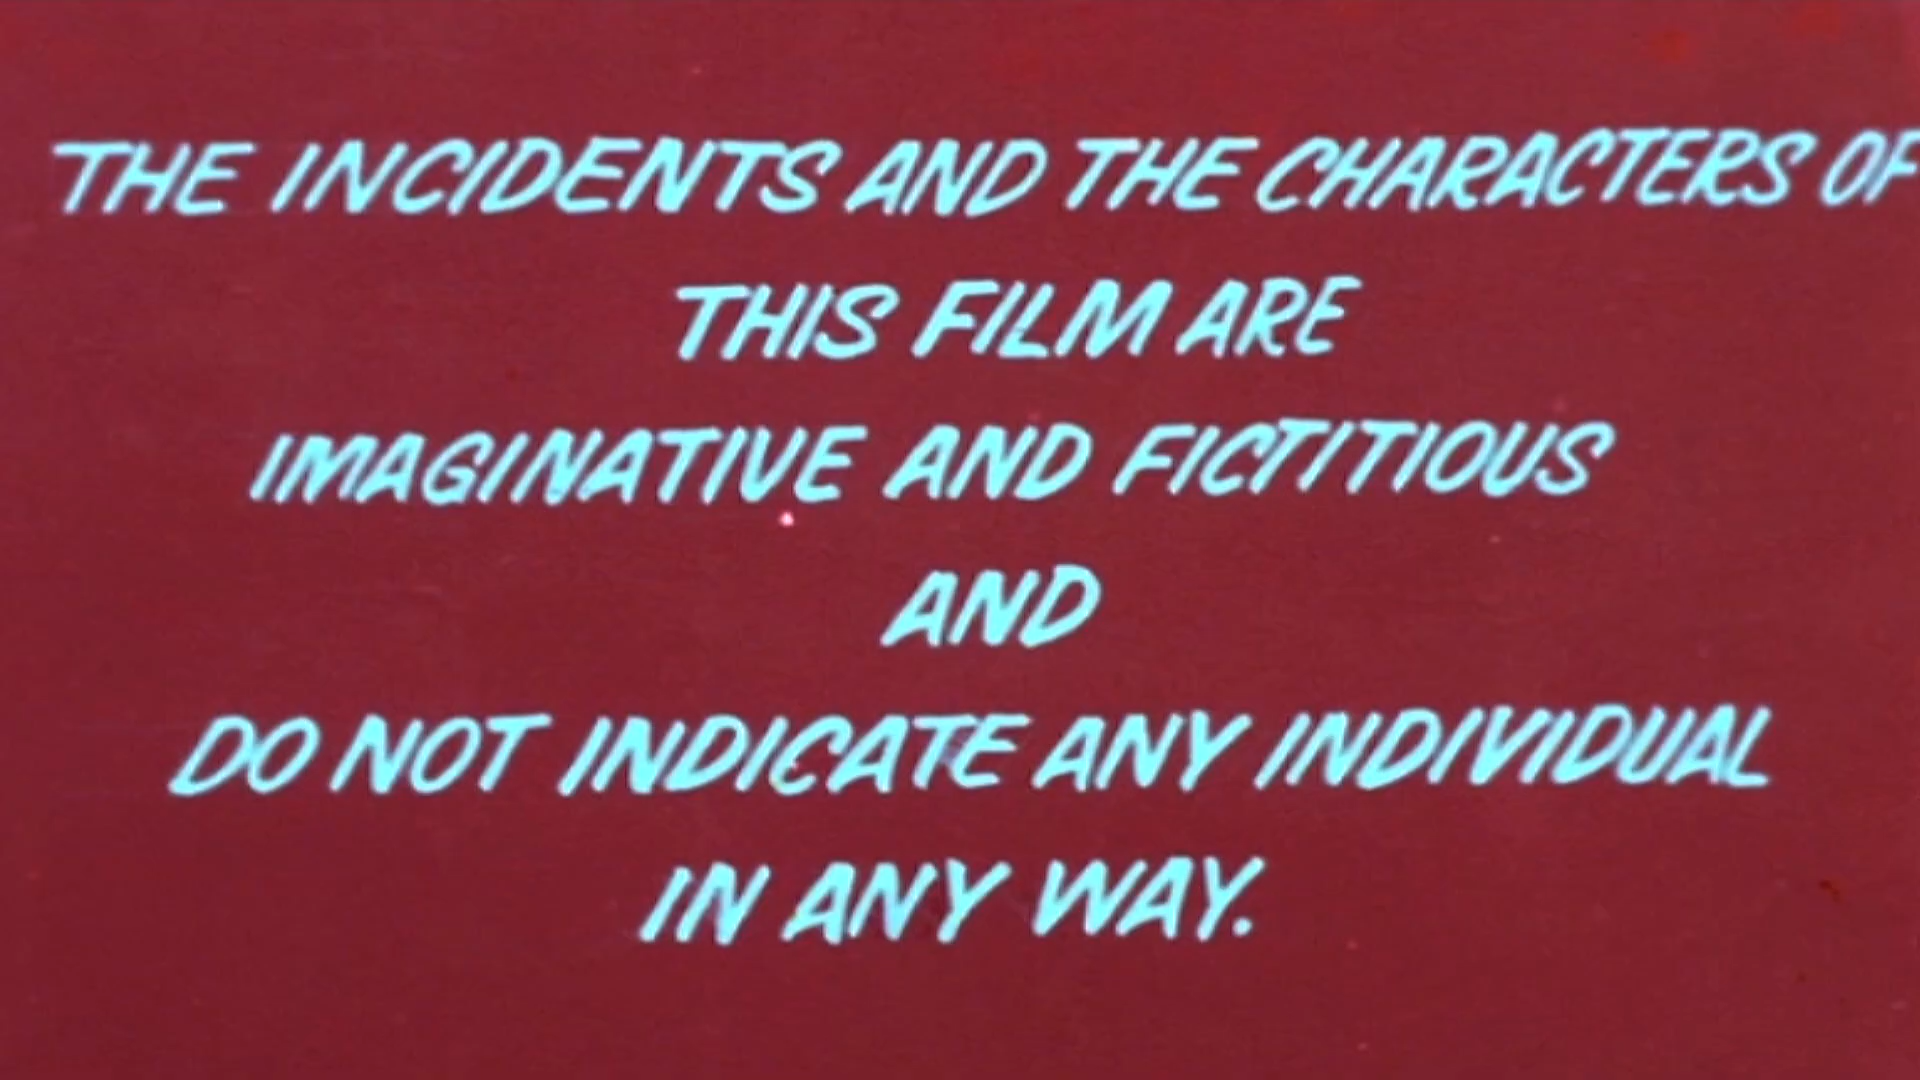 THE INCIDENTS AND THE CHARACTERS OF
THIS FILM ARE
IMAGINATIVE AND FICTITIOUS
AND
DO NOT INDICATE ANY INDIVIDUAL
IN ANY WAY.